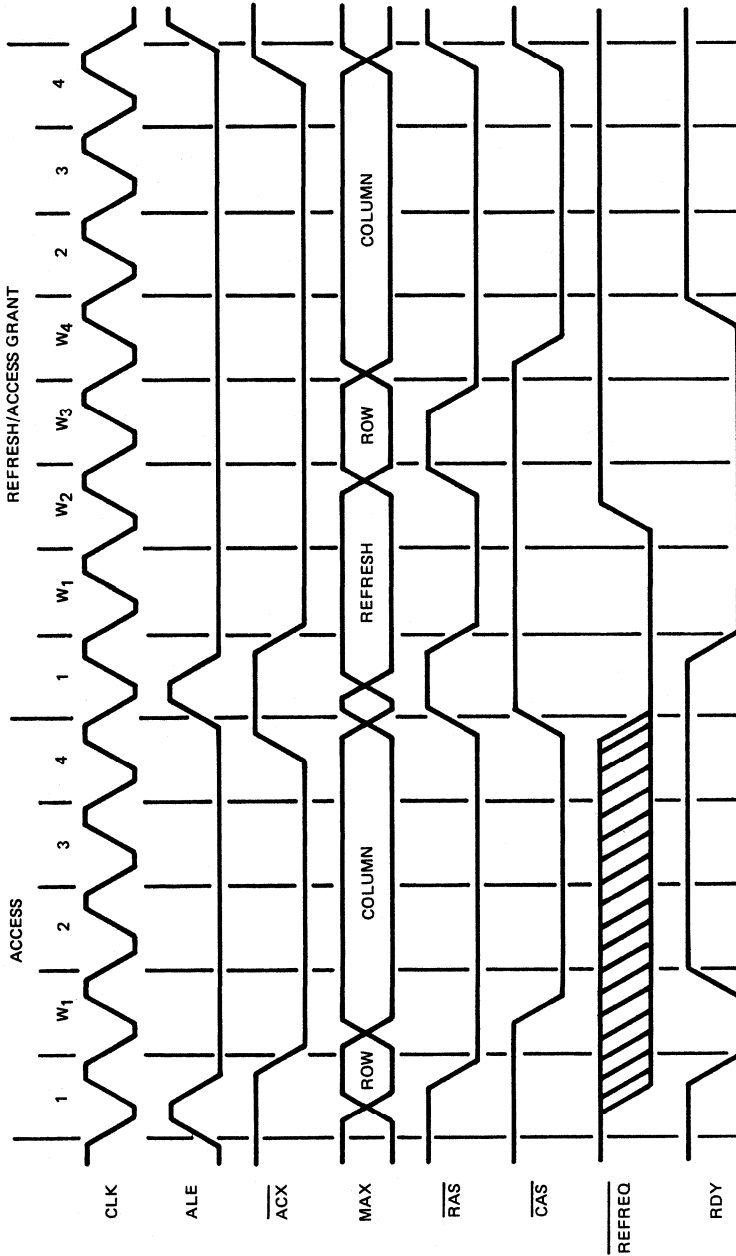 ACCESS
REFRESH/ACCESS GRANT
1 W1 2 3 4 1 W1 W2 W3 W4 2 3 4
CLK
ALE
ACX
MAX ROW COLUMN REFRESH ROW COLUMN
RAS
CAS
REFREQ
RDY